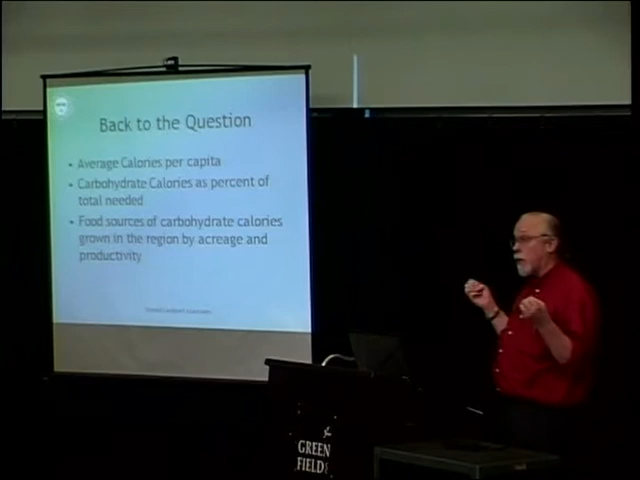 Back to the Question
- Average Calories per capita
- Carbohydrate Calories as percent of
total needed
- Food sources of carbohydrate calories
grown in the region by acreage and
productivity
GREEN
FIELD